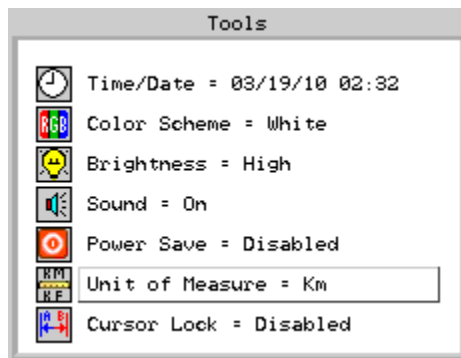 Tools
Time/Date = 03/19/10 02:32
RGB Color Scheme = White
Brightness = High
Sound = On
Power Save = Disabled
KM
KF
Unit of Measure = Km
A B
Cursor Lock = Disabled